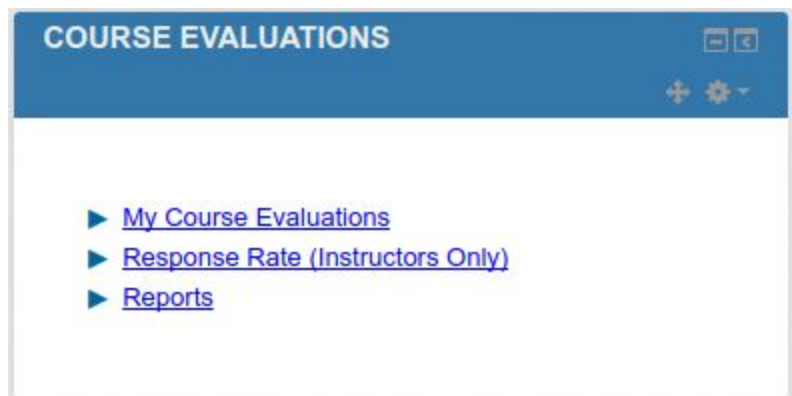 COURSE EVALUATIONS
My Course Evaluations
Response Rate (Instructors Only)
Reports